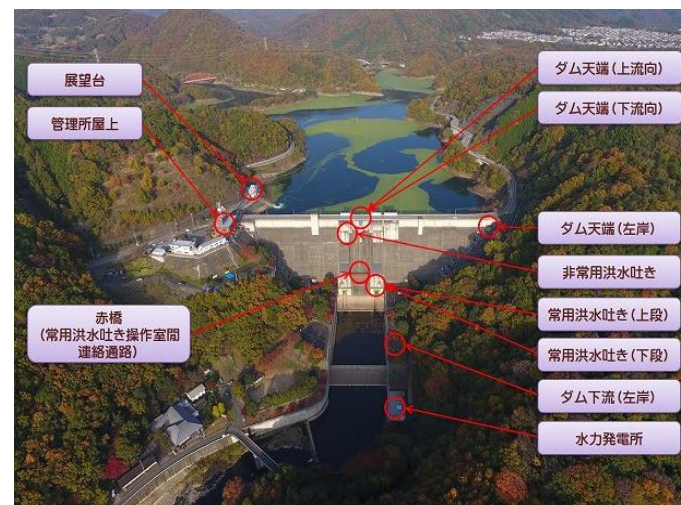 展望台
管理所屋上
赤橋
(常用洪水吐き操作室間
連絡通路)
ダム天端(上流向)
ダム天端(下流向)
ダム天端(左岸)
非常用洪水吐き
常用洪水吐き(上段)
常用洪水吐き(下段)
ダム下流(左岸)
水力発電所